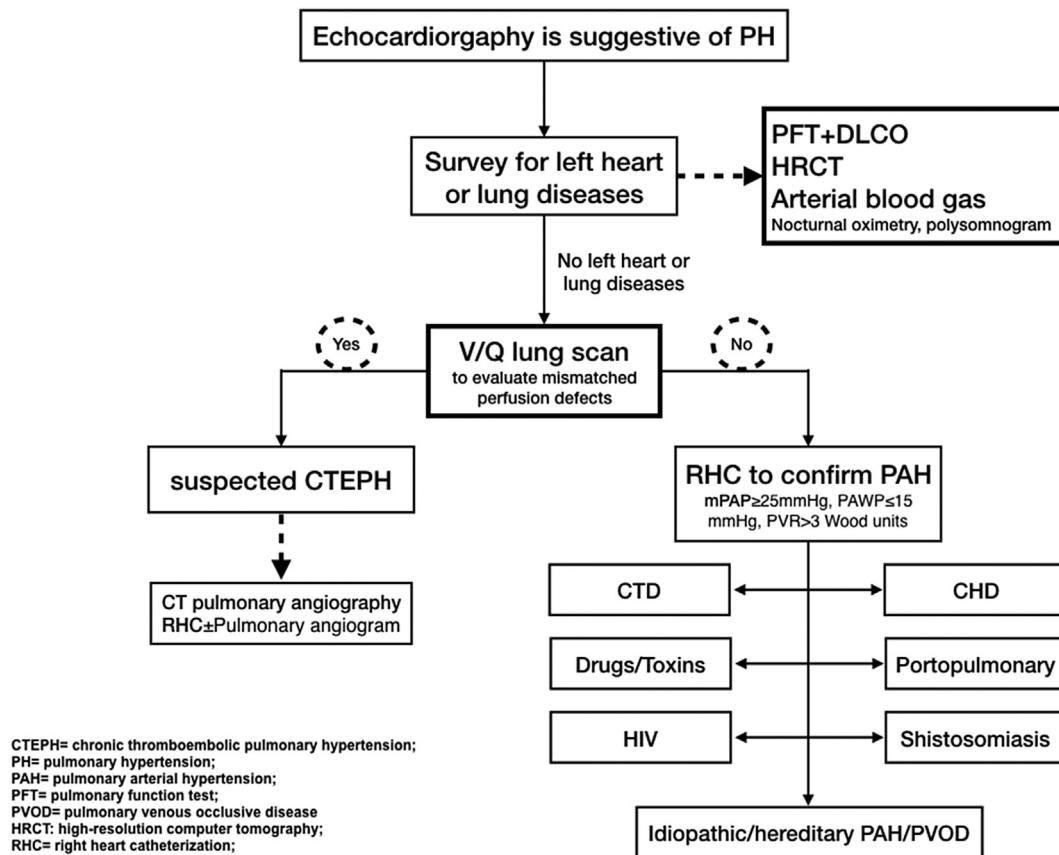 Echocardiorgaphy is suggestive of PH
Survey for left heart
or lung diseases
PFT+DLCO
HRCT
Arterial blood gas
Nocturnal oximetry, polysomnogram
No left heart or
lung diseases
Yes
V/Q lung scan
to evaluate mismatched
perfusion defects
No
suspected CTEPH
RHC to confirm PAH
mPAP≥25mmHg, PAWP≤15
mmHg, PVR>3 Wood units
CT pulmonary angiography
RHC±Pulmonary angiogram
CTD
CHD
Drugs/Toxins
Portopulmonary
HIV
Shistosomiasis
Idiopathic/hereditary PAH/PVOD
CTEPH= chronic thromboembolic pulmonary hypertension;
PH= pulmonary hypertension;
PAH= pulmonary arterial hypertension;
PFT= pulmonary function test;
PVOD= pulmonary venous occlusive disease
HRCT: high-resolution computer tomography;
RHC= right heart catheterization;